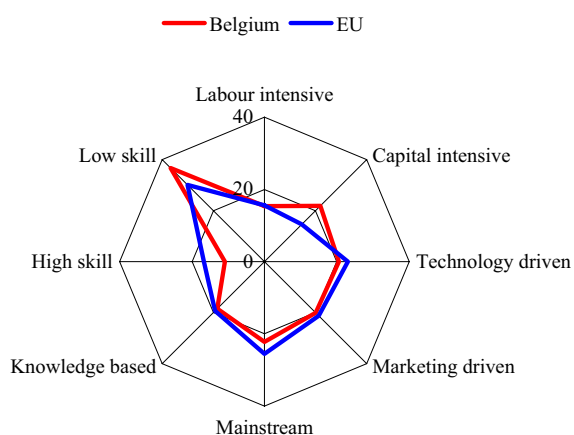 Belgium EU
Labour intensive
40
Low skill Capital intensive
20
High skill 0 Technology driven
Knowledge based Marketing driven
Mainstream